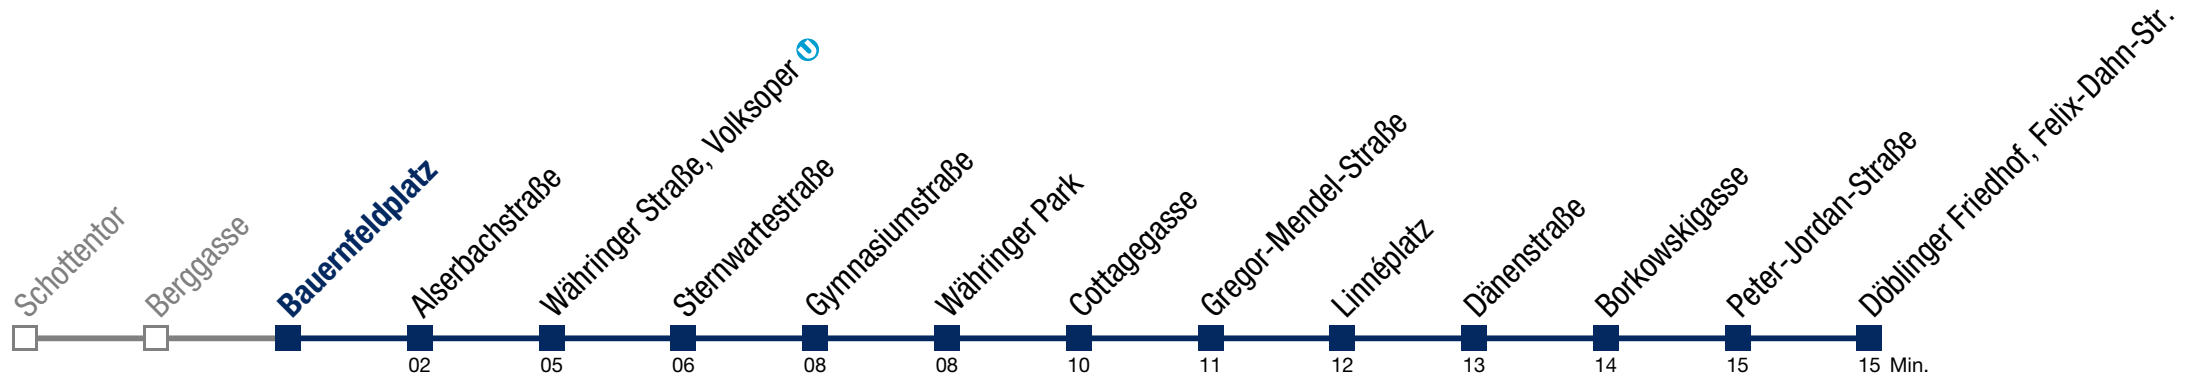 Schottentor
Berggasse
Bauernfeldplatz
Alserbachstraße
Währinger Straße, Volksoper U
Sternwartestraße
Gymnasiumstraße
Währinger Park
Cottagegasse
Gregor-Mendel-Straße
Linnéplatz
Dänenstraße
Borkowskigasse
Peter-Jordan-Straße
Döblinger Friedhof, Felix-Dahn-Str.
02 05 06 08 08 10 11 12 13 14 15 15 Min.